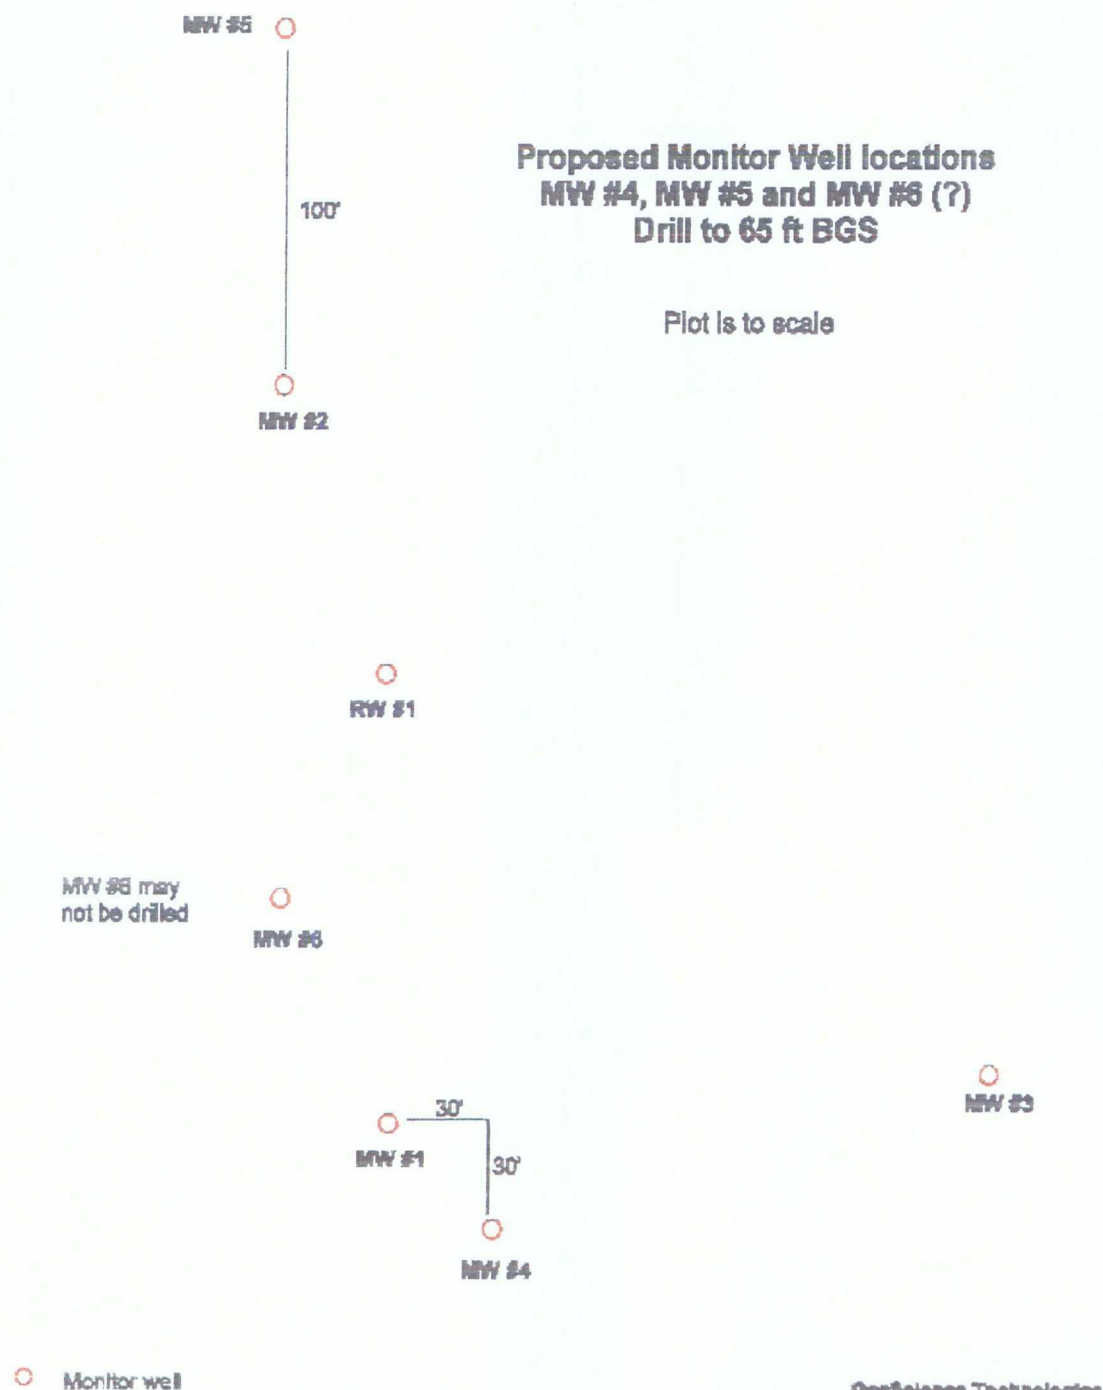 MW #5
Proposed Monitor Well locations
MW #4, MW #5 and MW #6 (?)
Drill to 65 ft BGS
100'
Plot is to scale
MW #2
RW #1
MW #6 may
not be drilled
MW #6
MW #3
30'
MW #1
30'
MW #4
Monitor well
Technologies